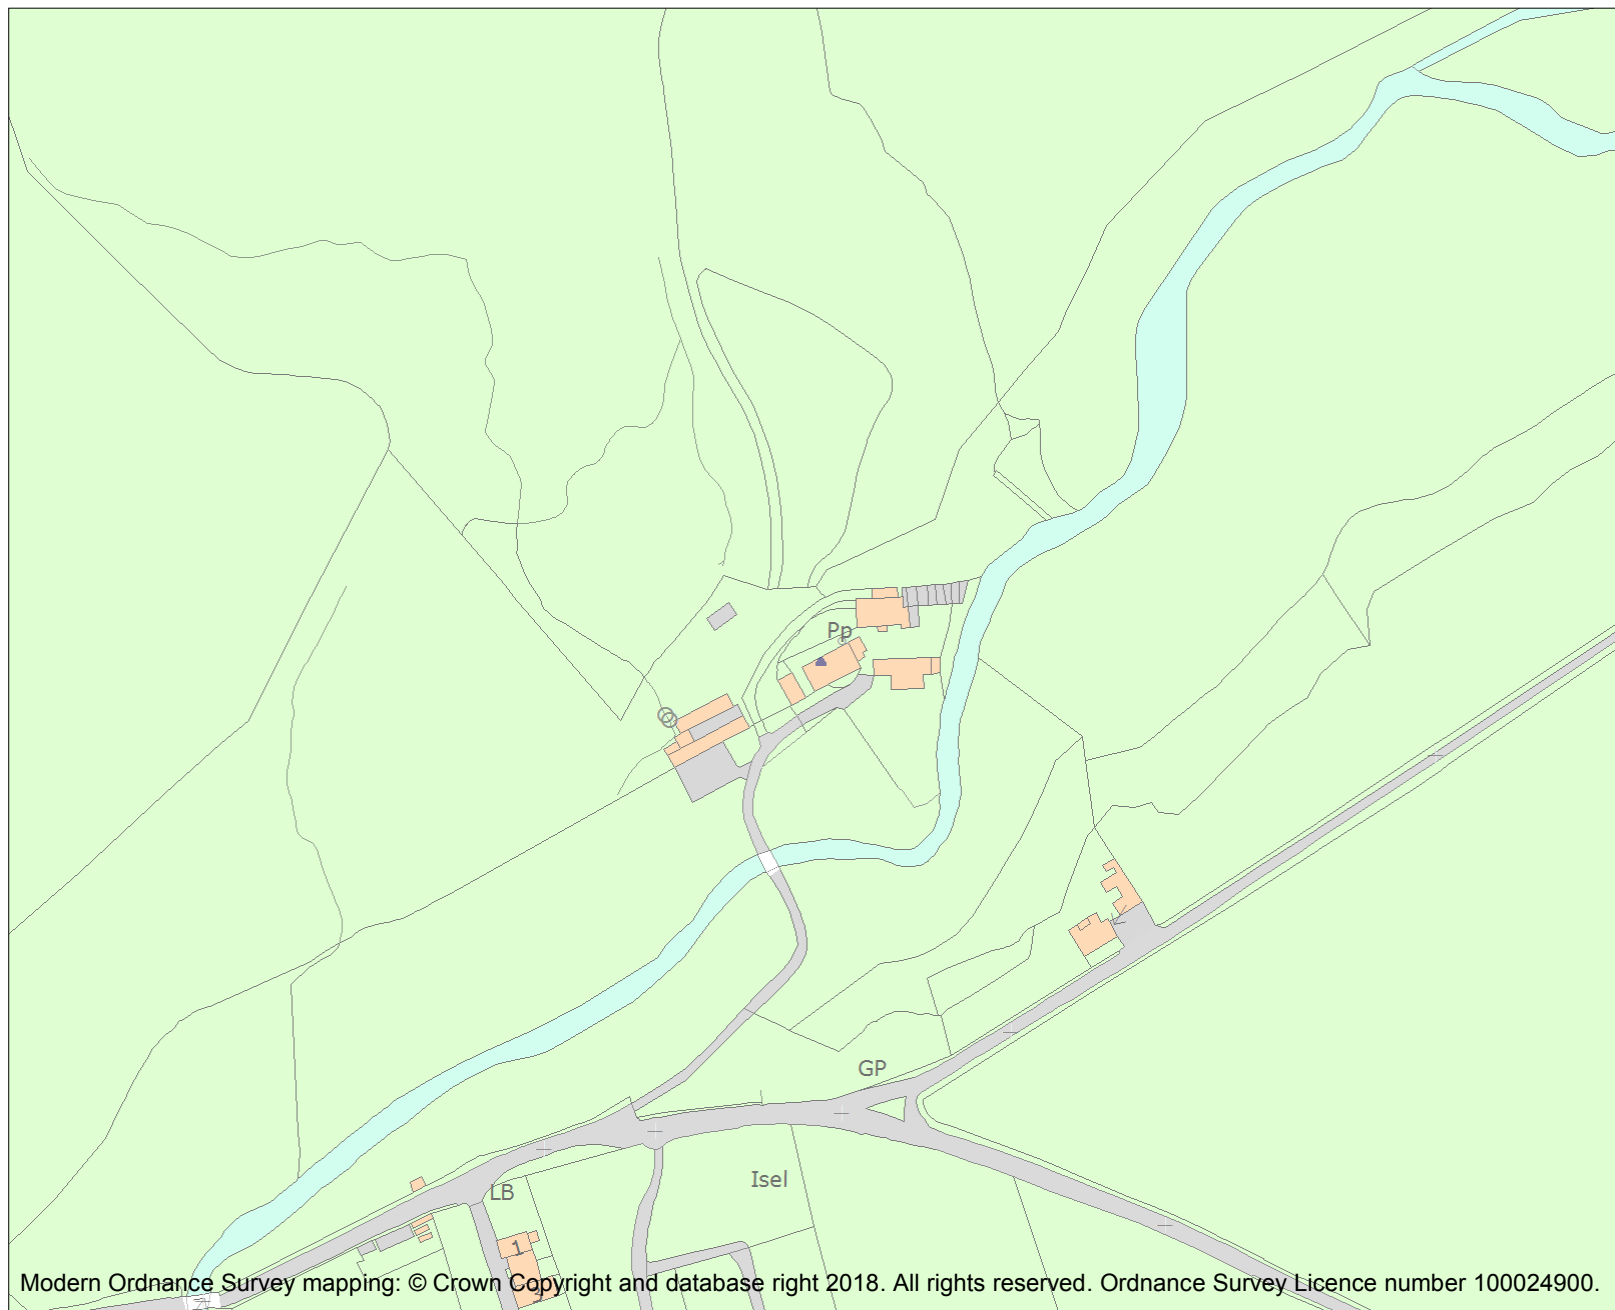 Pp
GP
Isel
LB
1
Modern Ordnance Survey mapping: © Crown Copyright and database right 2018. All rights reserved. Ordnance Survey Licence number 100024900.